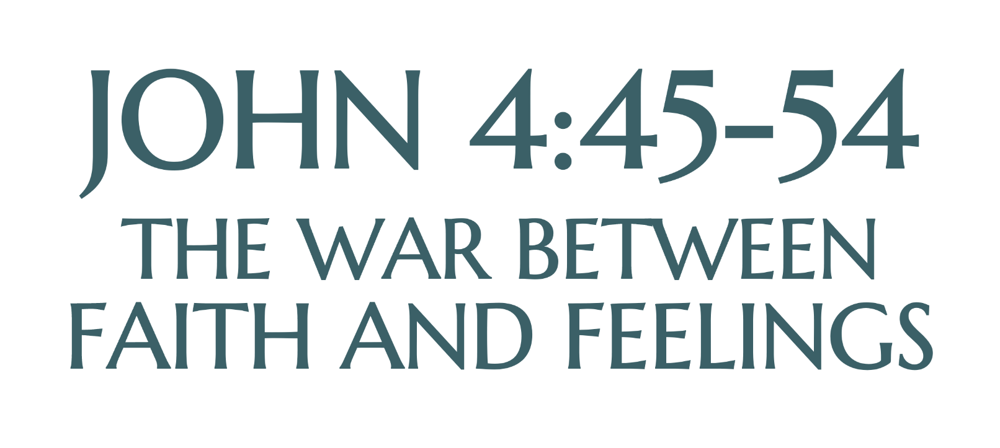 JOHN 4:45-54
THE WAR BETWEEN
FAITH AND FEELINGS